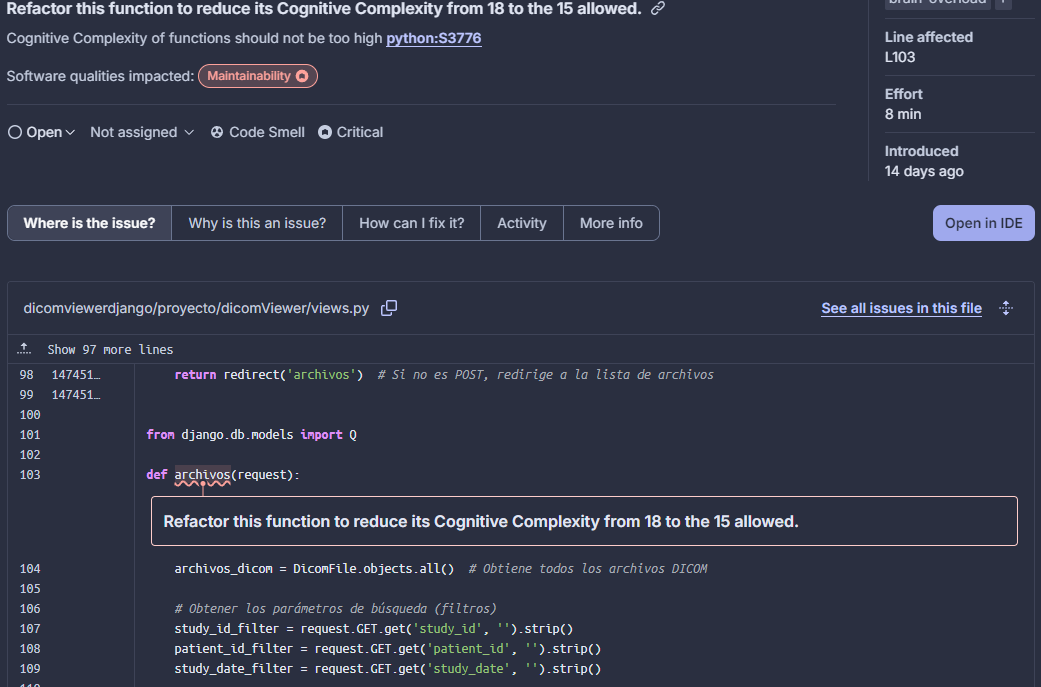 Refactor this function to reduce its Cognitive Complexity from 18 to the 15 allowed.
Cognitive Complexity of functions should not be too high python:S3776
Software qualities impacted: Maintainability
Open Not assigned Code Smell Critical
brain-overload +
Line affected
L103
Effort
8 min
Introduced
14 days ago
Where is the issue? Why is this an issue? How can I fix it? Activity More info
Open in IDE
dicomviewerdjango/proyecto/dicomViewer/views.py
See all issues in this file
Show 97 more lines
98 147451… return redirect('archivos') # Si no es POST, redirige a la lista de archivos
99 147451…
100
101 from django.db.models import Q
102
103 def archivos(request):
Refactor this function to reduce its Cognitive Complexity from 18 to the 15 allowed.
104 archivos_dicom = DicomFile.objects.all() # Obtiene todos los archivos DICOM
105
106 # Obtener los parámetros de búsqueda (filtros)
107 study_id_filter = request.GET.get('study_id', '').strip()
108 patient_id_filter = request.GET.get('patient_id', '').strip()
109 study_date_filter = request.GET.get('study_date', '').strip()